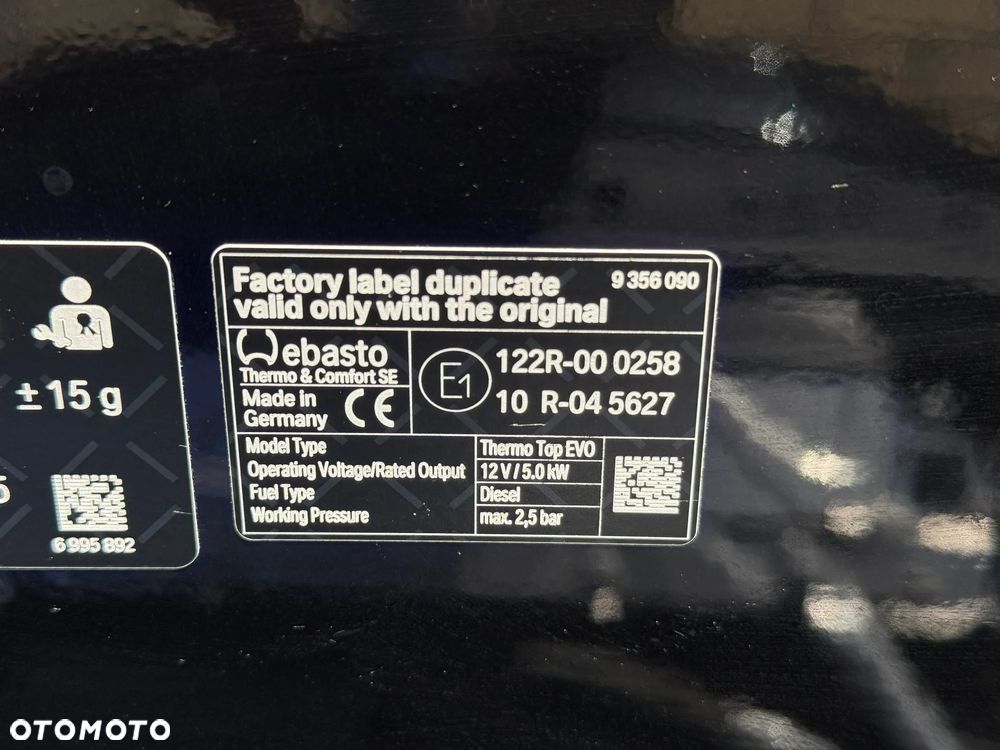 ± 15 g
6 995 892
Factory label duplicate 9 356 090
valid only with the original
Webasto
Thermo & Comfort SE
Made in
Germany CE
E1
122R-00 0258
10 R-04 5627
Model Type Thermo Top EVO
Operating Voltage/Rated Output 12 V / 5.0 kW
Fuel Type Diesel
Working Pressure max. 2,5 bar
OTOMOTO